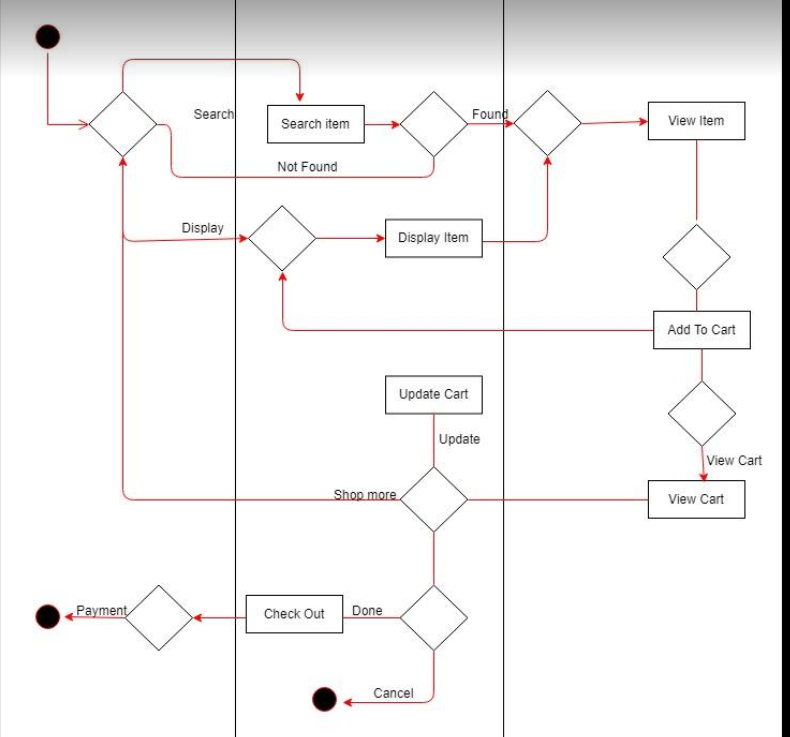 Search
Search item
Found
View Item
Not Found
Display
Display Item
Add To Cart
Update Cart
Update
View Cart
Shop more
View Cart
Payment
Check Out
Done
Cancel